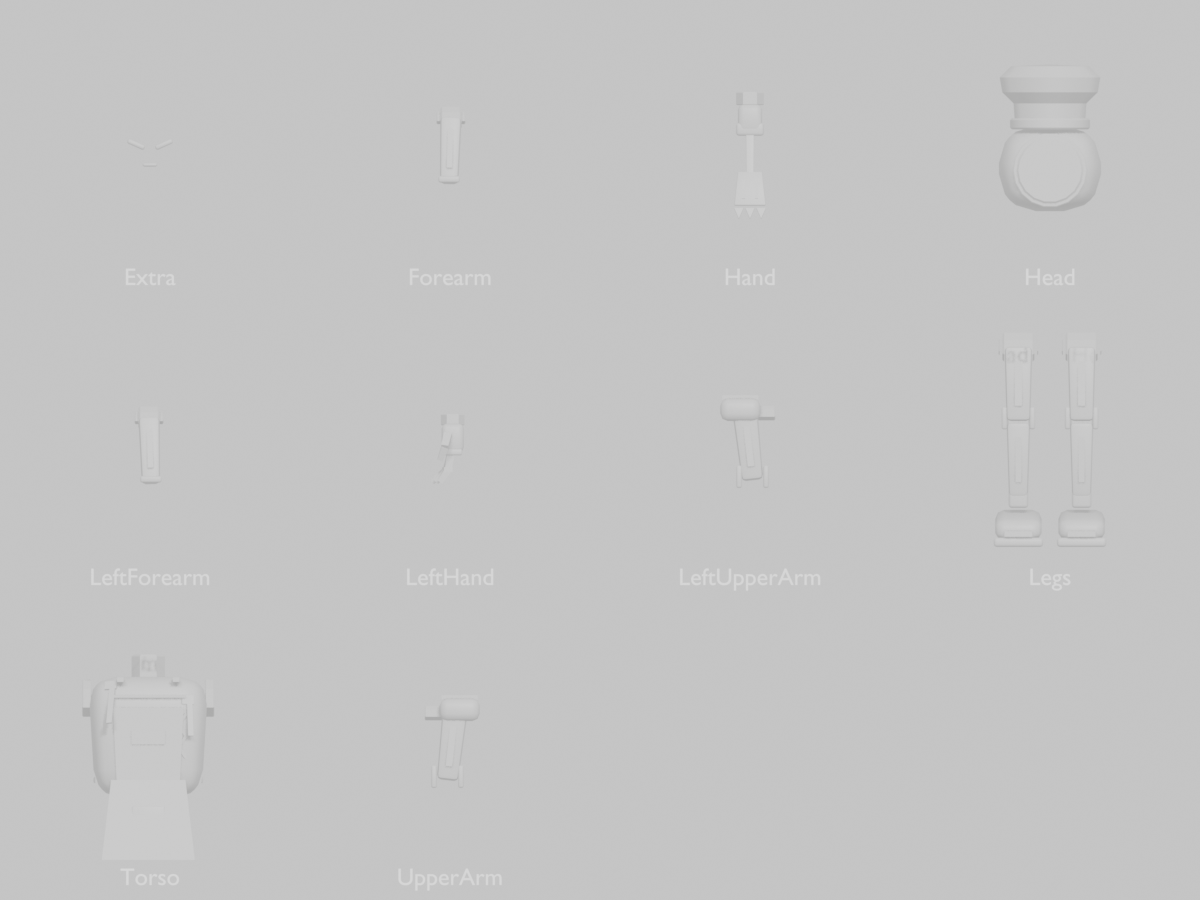 Extra
Forearm
Hand
Head
LeftForearm
LeftHand
LeftUpperArm
Legs
Torso
UpperArm